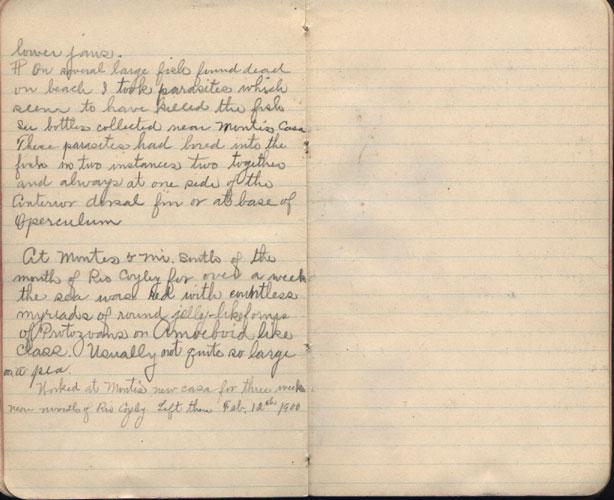 lower jaws.
¶ On several large fish found dead
on beach I took parasites which
seem to have killed the fish
see bottles collected near Montis Casa
These parasites had bored into the
fish in two instances two together
and always at one side of the
Anterior dorsal fin or at base of
Operculum
At Montes 8 mi. South of the
mouth of Rio Coyley for over a week
the sea was red with countless
myriads of round jelly-like forms
of Protozoans or Amoeboid like
class. Usually not quite so large
as a pea.
Worked at Montis new casa for three weeks
near mouth of Rio Coyley Left there Feb. 12th 1900